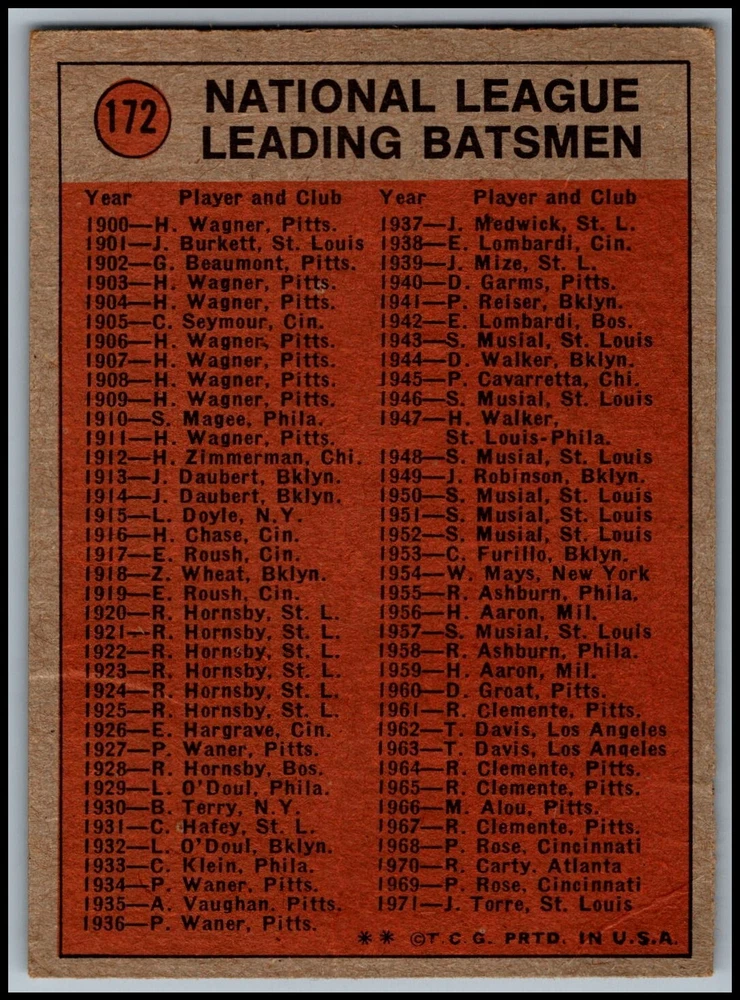 172
NATIONAL LEAGUE
LEADING BATSMEN
Year Player and Club
1900—H. Wagner, Pitts.
1901—J. Burkett, St. Louis
1902—G. Beaumont, Pitts.
1903—H. Wagner, Pitts.
1904—H. Wagner, Pitts.
1905—C. Seymour, Cin.
1906—H. Wagner, Pitts.
1907—H. Wagner, Pitts.
1908—H. Wagner, Pitts.
1909—H. Wagner, Pitts.
1910—S. Magee, Phila.
1911—H. Wagner, Pitts.
1912—H. Zimmerman, Chi.
1913—J. Daubert, Bklyn.
1914—J. Daubert, Bklyn.
1915—L. Doyle, N.Y.
1916—H. Chase, Cin.
1917—E. Roush, Cin.
1918—Z. Wheat, Bklyn.
1919—E. Roush, Cin.
1920—R. Hornsby, St. L.
1921—R. Hornsby, St. L.
1922—R. Hornsby, St. L.
1923—R. Hornsby, St. L.
1924—R. Hornsby, St. L.
1925—R. Hornsby, St. L.
1926—E. Hargrave, Cin.
1927—P. Waner, Pitts.
1928—R. Hornsby, Bos.
1929—L. O'Doul, Phila.
1930—B. Terry, N.Y.
1931—C. Hafey, St. L.
1932—L. O'Doul, Bklyn.
1933—C. Klein, Phila.
1934—P. Waner, Pitts.
1935—A. Vaughan, Pitts.
1936—P. Waner, Pitts.
Year Player and Club
1937—J. Medwick, St. L.
1938—E. Lombardi, Cin.
1939—J. Mize, St. L.
1940—D. Garms, Pitts.
1941—P. Reiser, Bklyn.
1942—E. Lombardi, Bos.
1943—S. Musial, St. Louis
1944—D. Walker, Bklyn.
1945—P. Cavarretta, Chi.
1946—S. Musial, St. Louis
1947—H. Walker,
St. Louis-Phila.
1948—S. Musial, St. Louis
1949—J. Robinson, Bklyn.
1950—S. Musial, St. Louis
1951—S. Musial, St. Louis
1952—S. Musial, St. Louis
1953—C. Furillo, Bklyn.
1954—W. Mays, New York
1955—R. Ashburn, Phila.
1956—H. Aaron, Mil.
1957—S. Musial, St. Louis
1958—R. Ashburn, Phila.
1959—H. Aaron, Mil.
1960—D. Groat, Pitts.
1961—R. Clemente, Pitts.
1962—T. Davis, Los Angeles
1963—T. Davis, Los Angeles
1964—R. Clemente, Pitts.
1965—R. Clemente, Pitts.
1966—M. Alou, Pitts.
1967—R. Clemente, Pitts.
1968—P. Rose, Cincinnati
1970—R. Carty, Atlanta
1969—P. Rose, Cincinnati
1971—J. Torre, St. Louis
** ©T.C.G. PRTD. IN U.S.A.